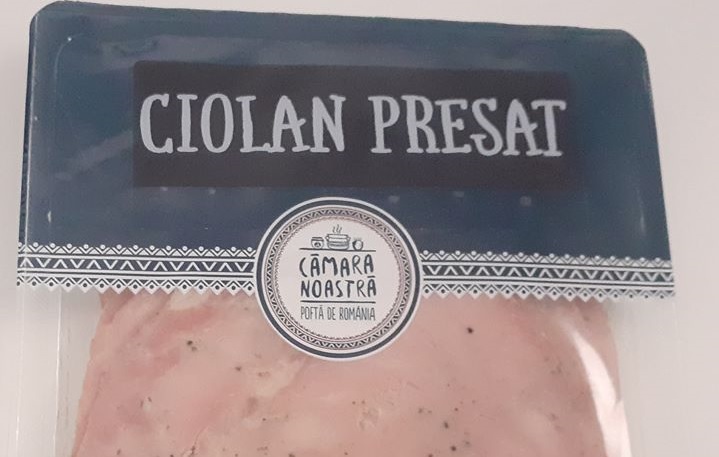 CIOLAN PRESAT
CĂMARA
NOASTRĂ
POFTĂ DE ROMÂNIA